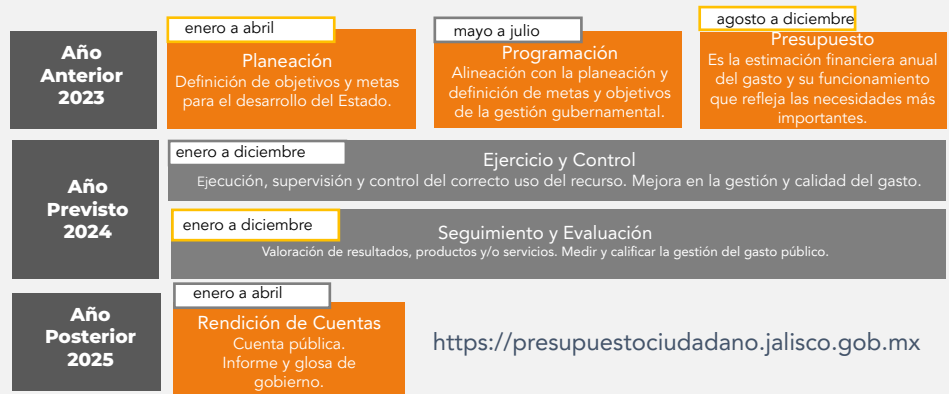 Año
Anterior
2023
enero a abril
Planeación
Definición de objetivos y metas
para el desarrollo del Estado.
mayo a julio
Programación
Alineación con la planeación y
definición de metas y objetivos
de la gestión gubernamental.
agosto a diciembre
Presupuesto
Es la estimación financiera anual
del gasto y su funcionamiento
que refleja las necesidades más
importantes.
Año
Previsto
2024
enero a diciembre
Ejercicio y Control
Ejecución, supervisión y control del correcto uso del recurso. Mejora en la gestión y calidad del gasto.
enero a diciembre
Seguimiento y Evaluación
Valoración de resultados, productos y/o servicios. Medir y calificar la gestión del gasto público.
Año
Posterior
2025
enero a abril
Rendición de Cuentas
Cuenta pública.
Informe y glosa de
gobierno.
https://presupuestociudadano.jalisco.gob.mx